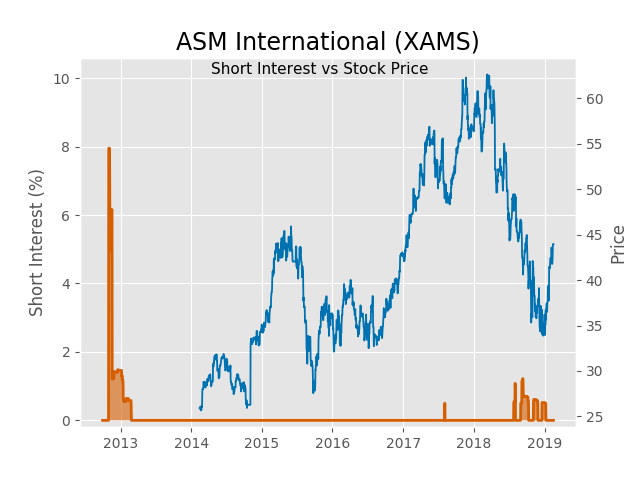 ASM International (XAMS)
Short Interest vs Stock Price
Short Interest (%)
10
8
6
4
2
0
60
55
50
45
40
35
30
25
Price
2013 2014 2015 2016 2017 2018 2019